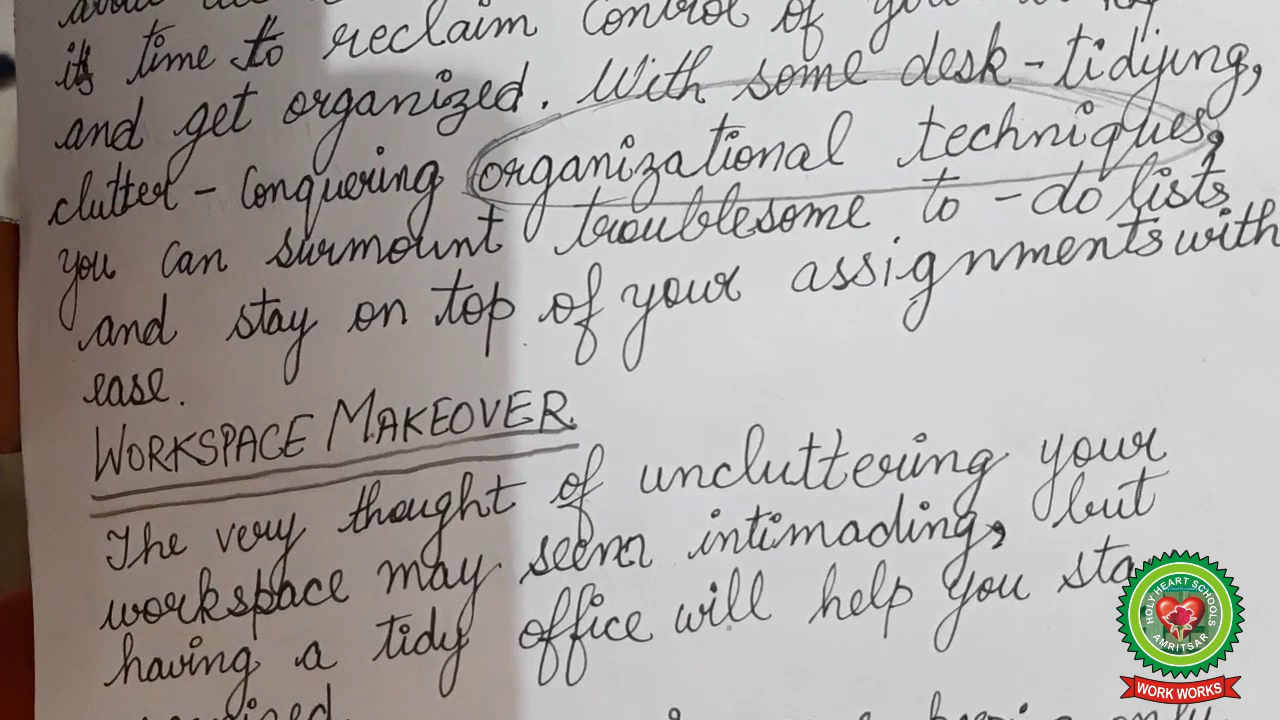 its time to reclaim control of
and get organized. With some desk-tidying,
clutter-conquering organizational techniques,
you can surmount troublesome to-do lists
and stay on top of your assignments with
ease.
WORKSPACE MAKEOVER.
The very thought of uncluttering your
workspace may seem intimading, but
having a tidy office will help you sta
only
HOLY HEART SCHOOLS
AMRITSAR
WORK WORKS